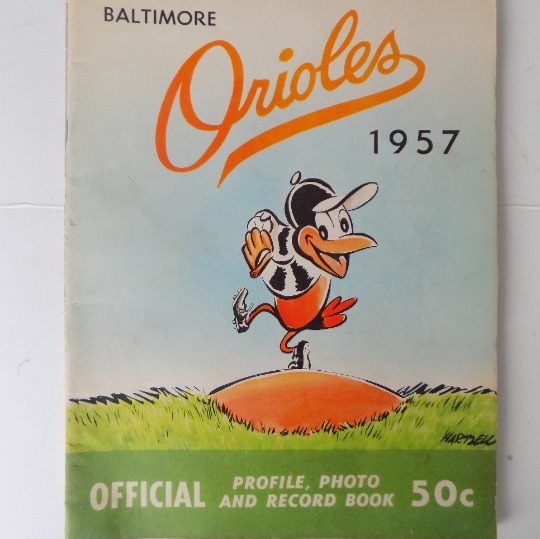 BALTIMORE
Orioles
1957
HARTZELL
OFFICIAL PROFILE, PHOTO AND RECORD BOOK 50c